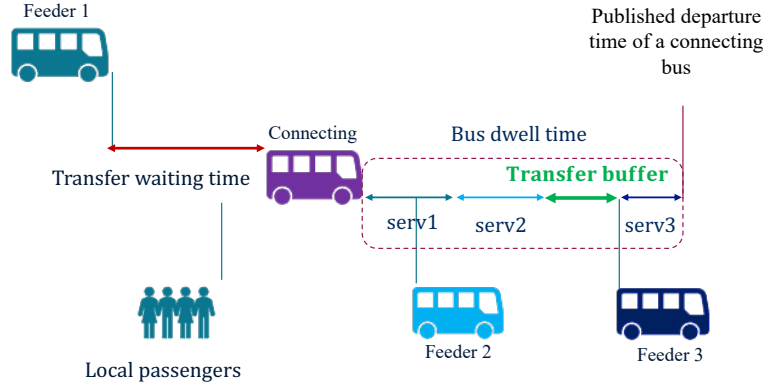 Feeder 1
Published departure
time of a connecting
bus
Connecting
Bus dwell time
Transfer waiting time
Transfer buffer
serv1
serv2
serv3
Feeder 2
Feeder 3
Local passengers